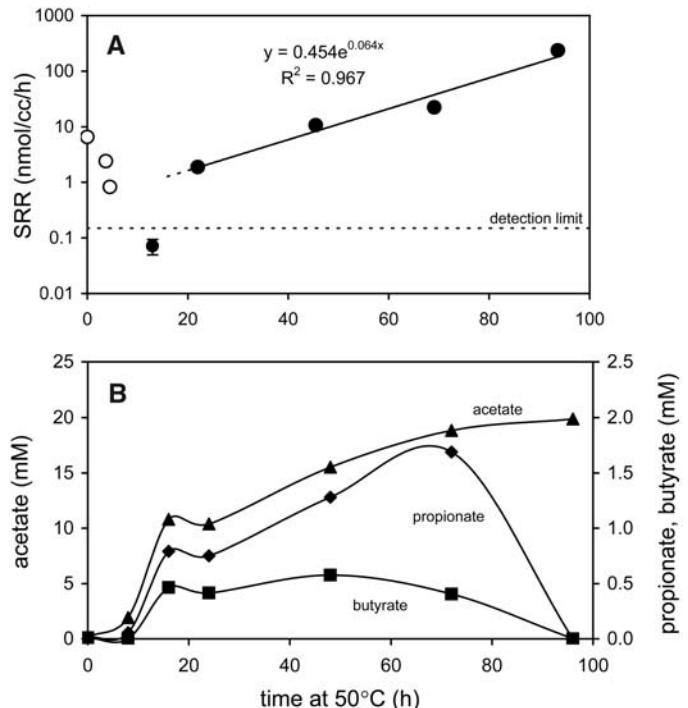 A
y = 0.454e^0.064x
R² = 0.967
SRR (nmol/cc/h)
1000
100
10
1
0.1
0.01
detection limit
0 20 40 60 80 100
B
acetate (mM)
25
20
15
10
5
0
acetate
propionate
butyrate
propionate, butyrate (mM)
2.5
2.0
1.5
1.0
0.5
0.0
0 20 40 60 80 100
time at 50°C (h)